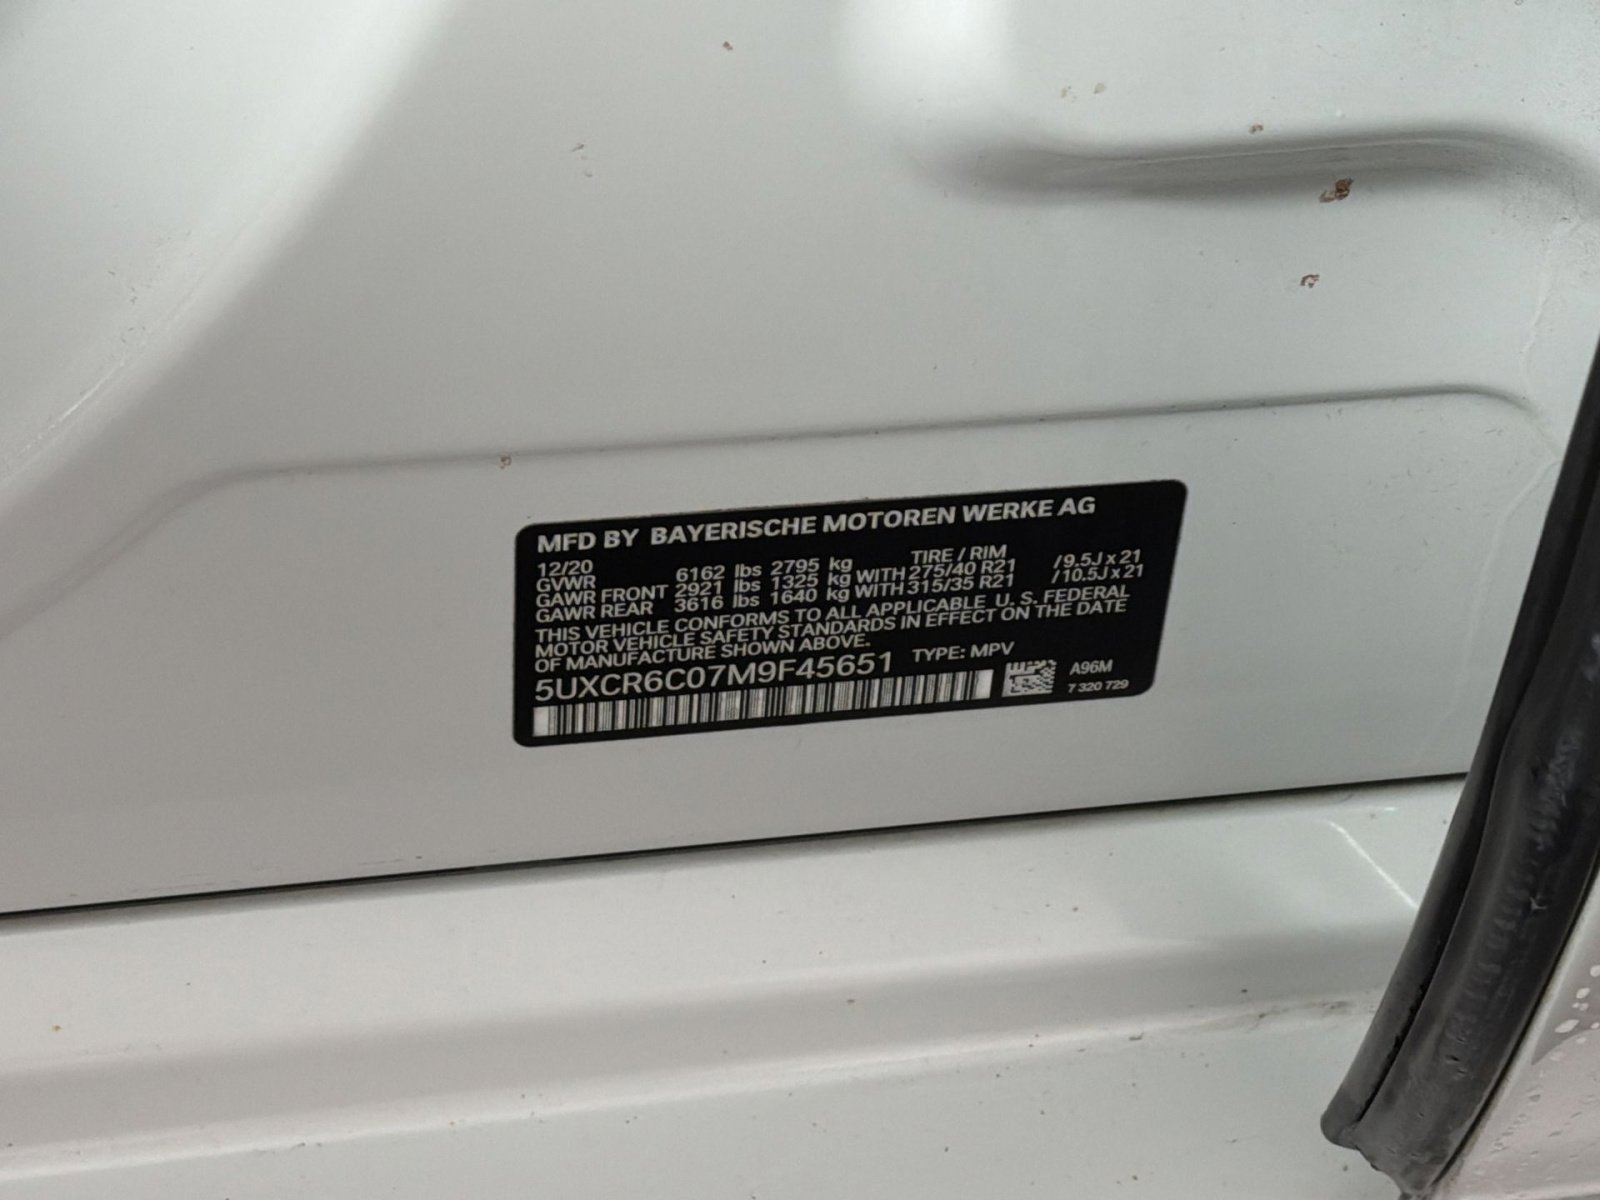 MFD BY BAYERISCHE MOTOREN WERKE AG
12/20 TIRE / RIM
GVWR 6162 lbs 2795 kg
GAWR FRONT 2921 lbs 1325 kg WITH 275/40 R21 /9.5J x 21
GAWR REAR 3616 lbs 1640 kg WITH 315/35 R21 /10.5J x 21
THIS VEHICLE CONFORMS TO ALL APPLICABLE U. S. FEDERAL
MOTOR VEHICLE SAFETY STANDARDS IN EFFECT ON THE DATE
OF MANUFACTURE SHOWN ABOVE.
5UXCR6C07M9F45651 TYPE: MPV
A96M
7 320 729